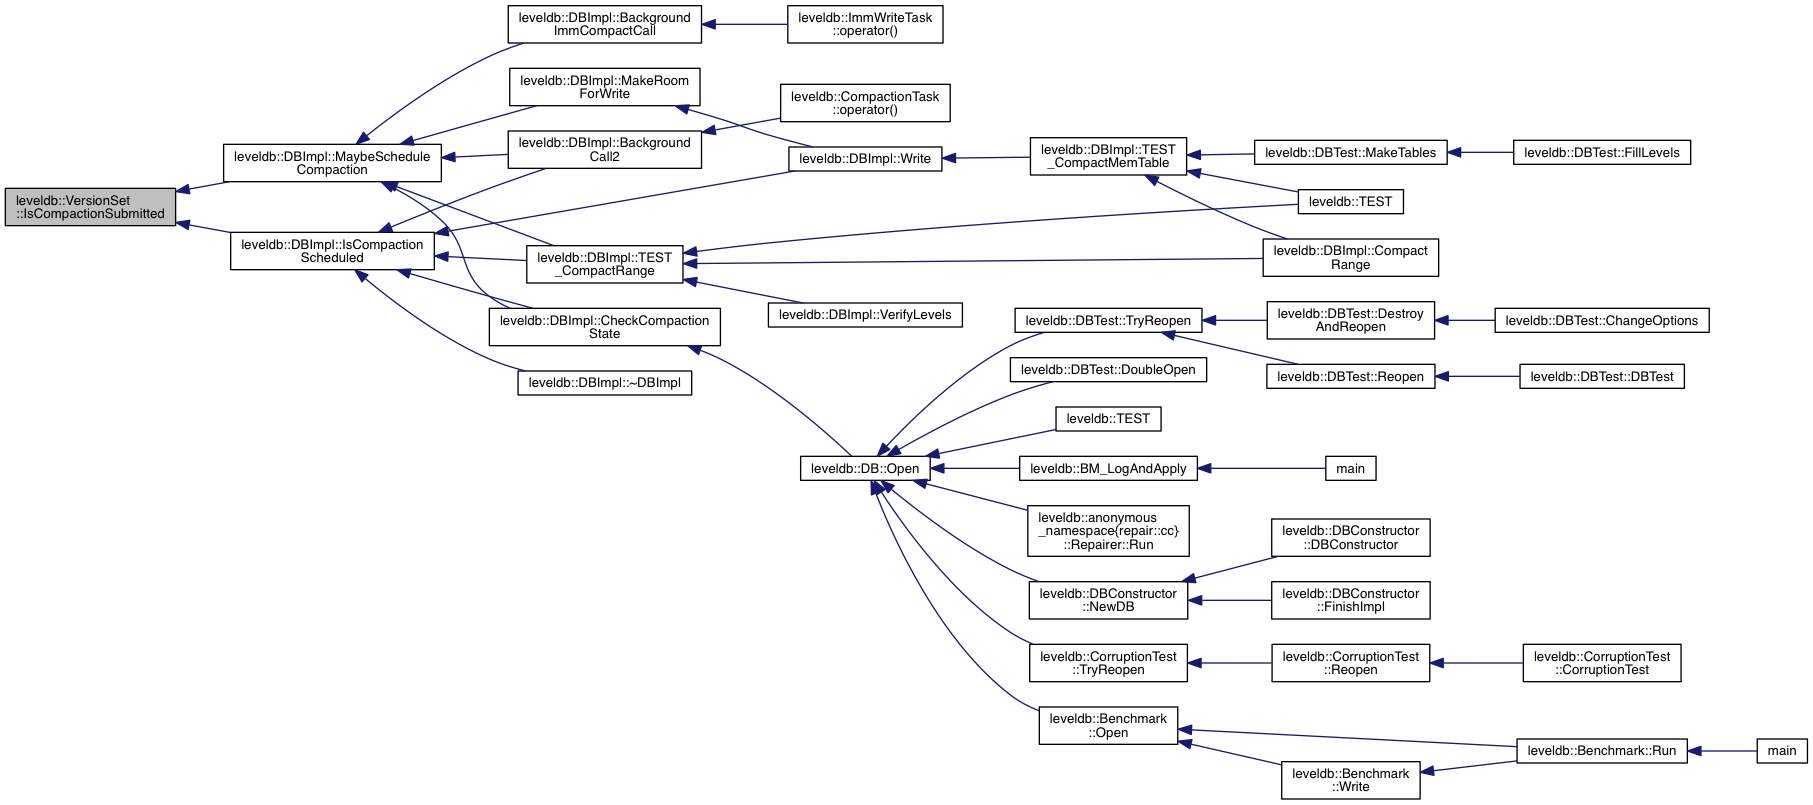 leveldb::VersionSet
::IsCompactionSubmitted
leveldb::DBImpl::MaybeSchedule
Compaction
leveldb::DBImpl::IsCompaction
Scheduled
leveldb::DBImpl::Background
ImmCompactCall
leveldb::DBImpl::MakeRoom
ForWrite
leveldb::DBImpl::Background
Call2
leveldb::DBImpl::TEST
_CompactRange
leveldb::DBImpl::CheckCompaction
State
leveldb::DBImpl::~DBImpl
leveldb::ImmWriteTask
::operator()
leveldb::CompactionTask
::operator()
leveldb::DBImpl::Write
leveldb::DBImpl::VerifyLevels
leveldb::DB::Open
leveldb::DBImpl::TEST
_CompactMemTable
leveldb::DBTest::MakeTables
leveldb::DBTest::FillLevels
leveldb::TEST
leveldb::DBImpl::Compact
Range
leveldb::DBTest::TryReopen
leveldb::DBTest::Destroy
AndReopen
leveldb::DBTest::ChangeOptions
leveldb::DBTest::DoubleOpen
leveldb::DBTest::Reopen
leveldb::DBTest::DBTest
leveldb::TEST
leveldb::BM_LogAndApply
main
leveldb::anonymous
_namespace{repair::cc}
::Repairer::Run
leveldb::DBConstructor
::DBConstructor
leveldb::DBConstructor
::NewDB
leveldb::DBConstructor
::FinishImpl
leveldb::CorruptionTest
::TryReopen
leveldb::CorruptionTest
::Reopen
leveldb::CorruptionTest
::CorruptionTest
leveldb::Benchmark
::Open
leveldb::Benchmark::Run
main
leveldb::Benchmark
::Write